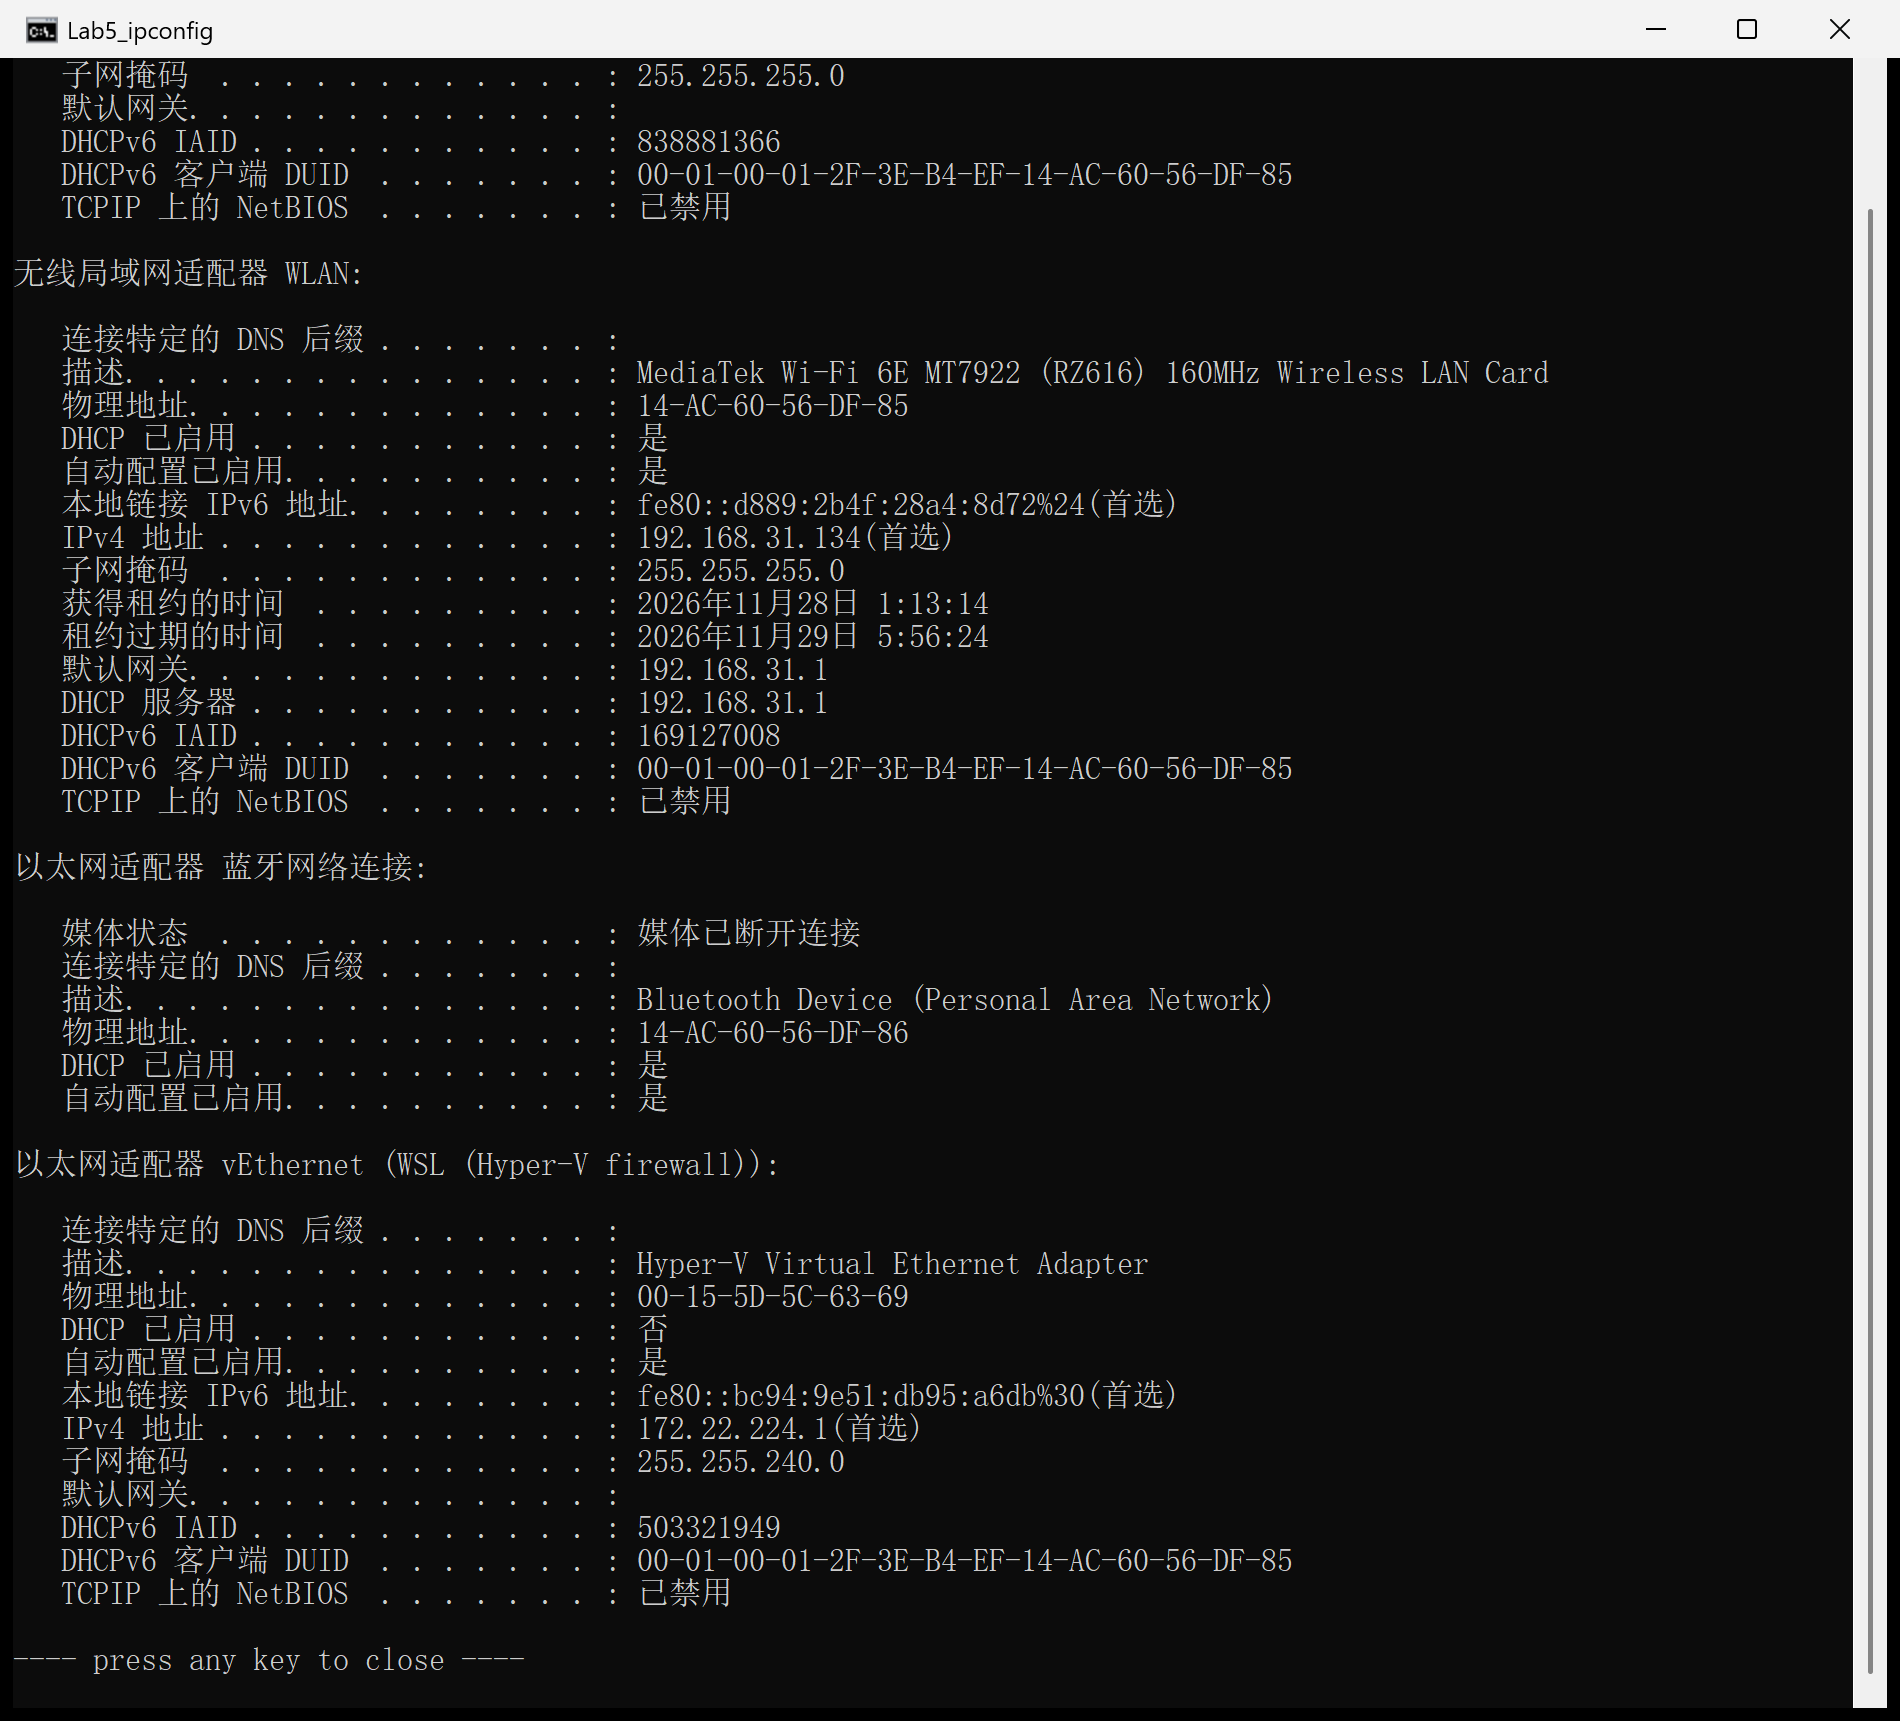 Lab5_ipconfig
子网掩码  . . . . . . . . . . . . : 255.255.255.0
默认网关. . . . . . . . . . . . . :
DHCPv6 IAID . . . . . . . . . . . : 838881366
DHCPv6 客户端 DUID  . . . . . . . : 00-01-00-01-2F-3E-B4-EF-14-AC-60-56-DF-85
TCPIP 上的 NetBIOS  . . . . . . . : 已禁用
无线局域网适配器 WLAN:
连接特定的 DNS 后缀 . . . . . . . :
描述. . . . . . . . . . . . . . . : MediaTek Wi-Fi 6E MT7922 (RZ616) 160MHz Wireless LAN Card
物理地址. . . . . . . . . . . . . : 14-AC-60-56-DF-85
DHCP 已启用 . . . . . . . . . . . : 是
自动配置已启用. . . . . . . . . . : 是
本地链接 IPv6 地址. . . . . . . . : fe80::d889:2b4f:28a4:8d72%24(首选)
IPv4 地址 . . . . . . . . . . . . : 192.168.31.134(首选)
子网掩码  . . . . . . . . . . . . : 255.255.255.0
获得租约的时间  . . . . . . . . . : 2026年11月28日 1:13:14
租约过期的时间  . . . . . . . . . : 2026年11月29日 5:56:24
默认网关. . . . . . . . . . . . . : 192.168.31.1
DHCP 服务器 . . . . . . . . . . . : 192.168.31.1
DHCPv6 IAID . . . . . . . . . . . : 169127008
DHCPv6 客户端 DUID  . . . . . . . : 00-01-00-01-2F-3E-B4-EF-14-AC-60-56-DF-85
TCPIP 上的 NetBIOS  . . . . . . . : 已禁用
以太网适配器 蓝牙网络连接:
媒体状态  . . . . . . . . . . . . : 媒体已断开连接
连接特定的 DNS 后缀 . . . . . . . :
描述. . . . . . . . . . . . . . . : Bluetooth Device (Personal Area Network)
物理地址. . . . . . . . . . . . . : 14-AC-60-56-DF-86
DHCP 已启用 . . . . . . . . . . . : 是
自动配置已启用. . . . . . . . . . : 是
以太网适配器 vEthernet (WSL (Hyper-V firewall)):
连接特定的 DNS 后缀 . . . . . . . :
描述. . . . . . . . . . . . . . . : Hyper-V Virtual Ethernet Adapter
物理地址. . . . . . . . . . . . . : 00-15-5D-5C-63-69
DHCP 已启用 . . . . . . . . . . . : 否
自动配置已启用. . . . . . . . . . : 是
本地链接 IPv6 地址. . . . . . . . : fe80::bc94:9e51:db95:a6db%30(首选)
IPv4 地址 . . . . . . . . . . . . : 172.22.224.1(首选)
子网掩码  . . . . . . . . . . . . : 255.255.240.0
默认网关. . . . . . . . . . . . . :
DHCPv6 IAID . . . . . . . . . . . : 503321949
DHCPv6 客户端 DUID  . . . . . . . : 00-01-00-01-2F-3E-B4-EF-14-AC-60-56-DF-85
TCPIP 上的 NetBIOS  . . . . . . . : 已禁用
---- press any key to close ----